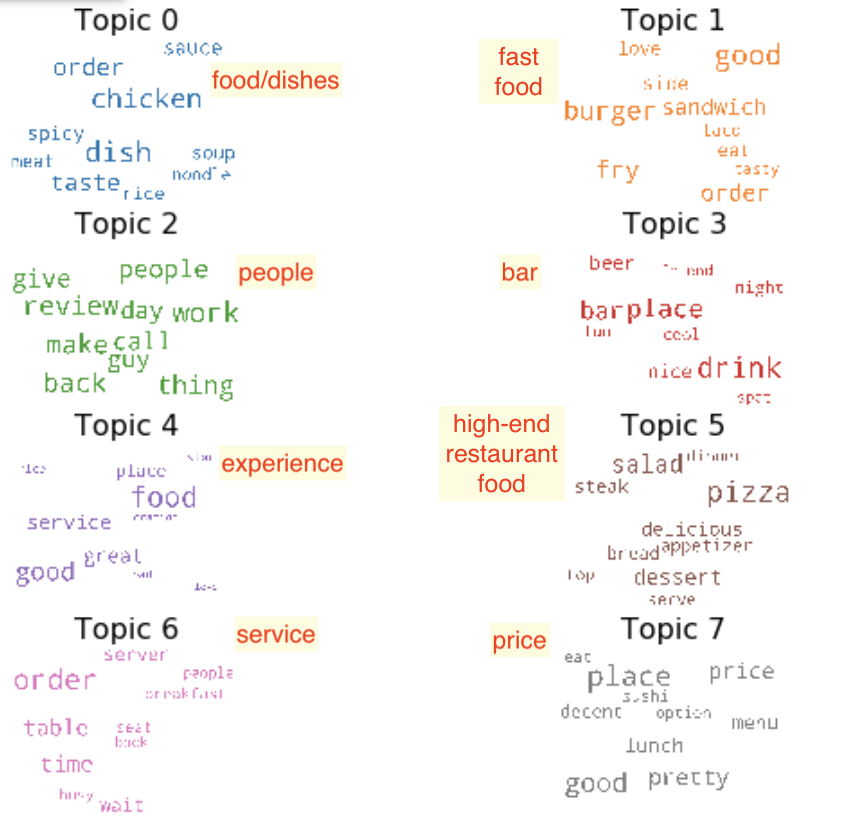 Topic 0
sauce
order
food/dishes
chicken
spicy
dish
soup
meat
noodle
taste
rice
Topic 1
fast
food
love
good
side
burger sandwich
taco
eat
fry
tasty
order
Topic 2
people
give
people
review day work
make call
guy
back
thing
Topic 3
bar
beer
night
bar place
fun
cool
nice drink
spot
Topic 4
experience
place
food
service
great
good
Topic 5
high-end
restaurant
food
salad dinner
steak
pizza
delicious
bread appetizer
top
dessert
serve
Topic 6
service
server
order
people
breakfast
table
seat
back
time
busy
wait
Topic 7
price
eat
place
price
sushi
decent
option
menu
lunch
good
pretty